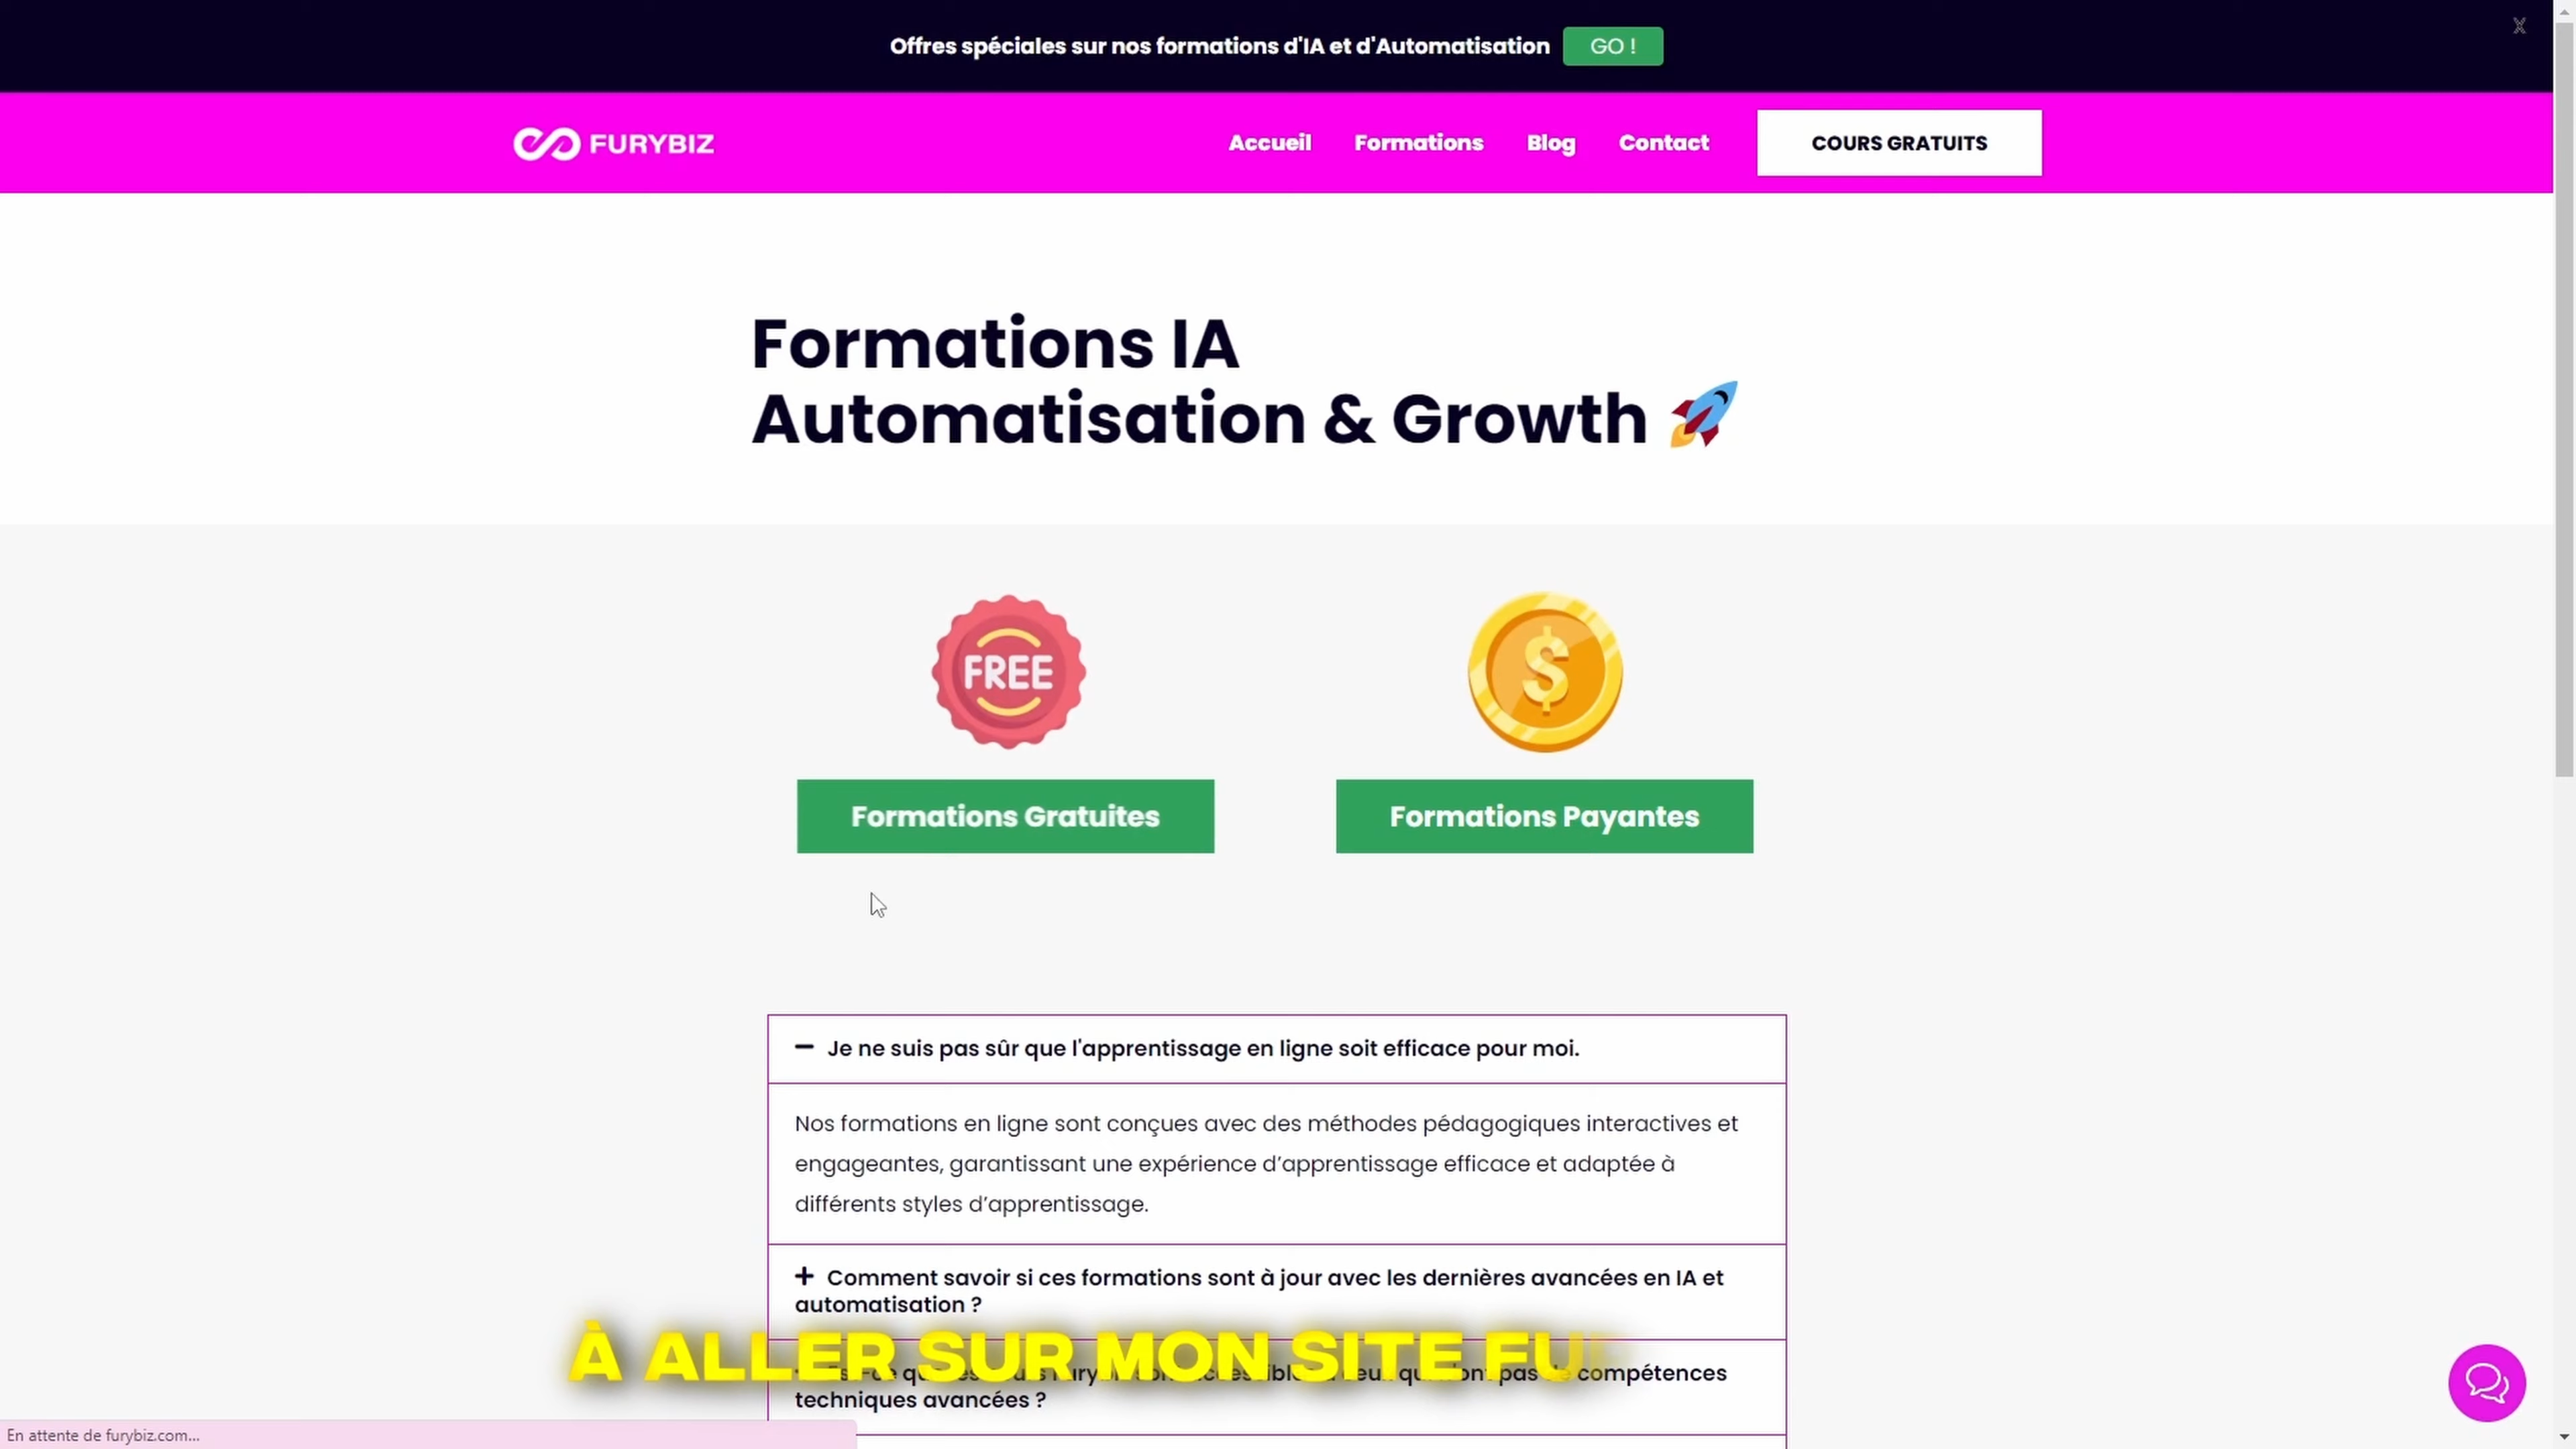 Offres spéciales sur nos formations d'IA et d'Automatisation GO !
X
FURYBIZ Accueil Formations Blog Contact COURS GRATUITS
Formations IA
Automatisation & Growth
FREE
$
Formations Gratuites Formations Payantes
Je ne suis pas sûr que l'apprentissage en ligne soit efficace pour moi.
Nos formations en ligne sont conçues avec des méthodes pédagogiques interactives et
engageantes, garantissant une expérience d’apprentissage efficace et adaptée à
différents styles d’apprentissage.
Comment savoir si ces formations sont à jour avec les dernières avancées en IA et
automatisation ?
À ALLER SUR MON SITE FU
compétences
techniques avancées ?
En attente de furybiz.com...